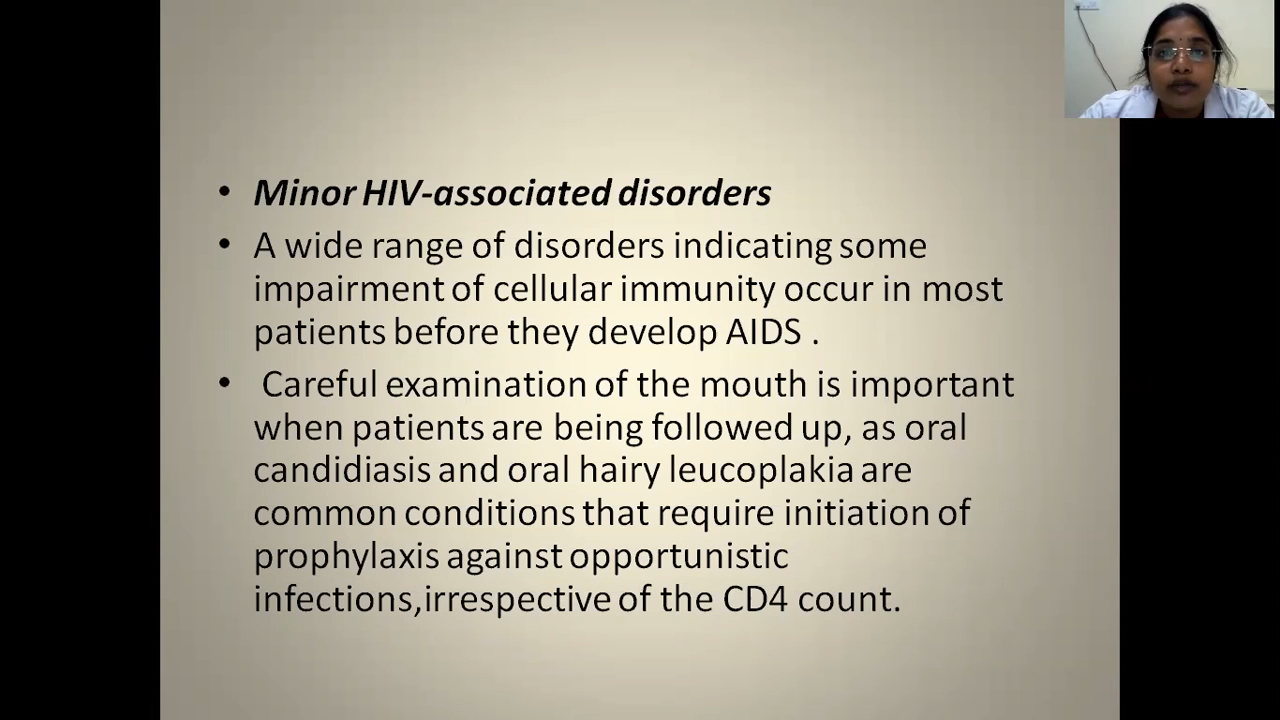 • Minor HIV-associated disorders
• A wide range of disorders indicating some
impairment of cellular immunity occur in most
patients before they develop AIDS .
• Careful examination of the mouth is important
when patients are being followed up, as oral
candidiasis and oral hairy leucoplakia are
common conditions that require initiation of
prophylaxis against opportunistic
infections,irrespective of the CD4 count.